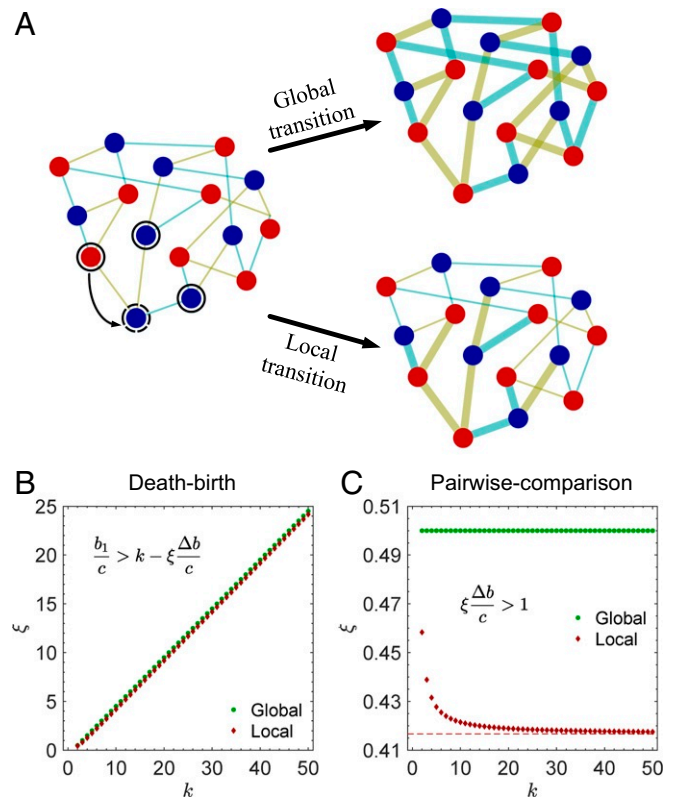 A
Global
transition
Local
transition
B
Death-birth
b₁/c > k − ξ Δb/c
ξ
25
20
15
10
5
0
Global
Local
0 10 20 30 40 50
k
C
Pairwise-comparison
ξ Δb/c > 1
ξ
0.51
0.49
0.47
0.45
0.43
0.41
Global
Local
0 10 20 30 40 50
k